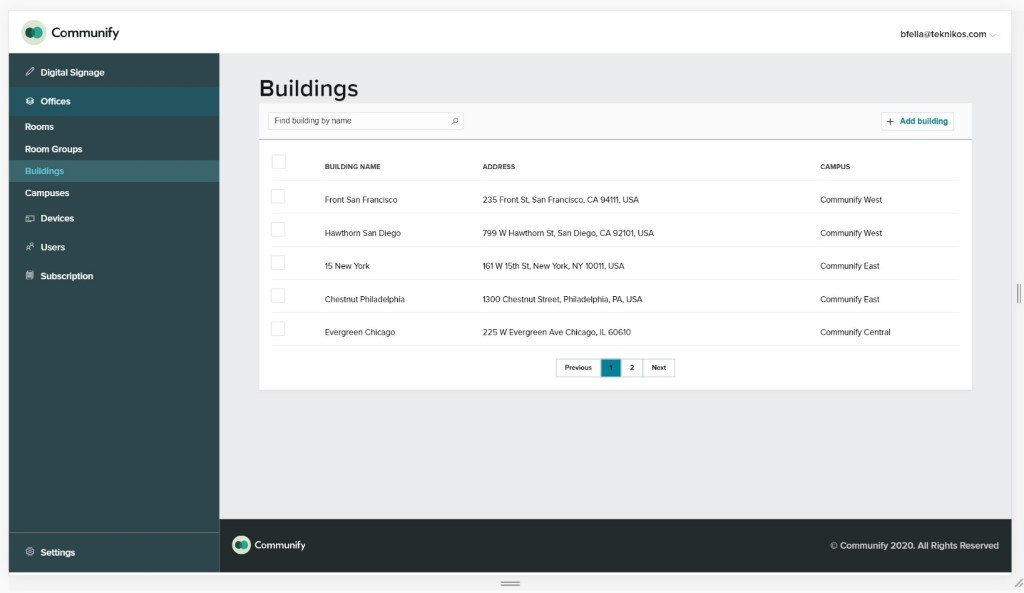 Communify
bfella@teknikos.com
Digital Signage
Offices
Rooms
Room Groups
Buildings
Campuses
Devices
Users
Subscription
Settings
Buildings
Find building by name
+ Add building
BUILDING NAME ADDRESS CAMPUS
Front San Francisco 235 Front St, San Francisco, CA 94111, USA Communify West
Hawthorn San Diego 799 W Hawthorn St, San Diego, CA 92101, USA Communify West
15 New York 161 W 15th St, New York, NY 10011, USA Communify East
Chestnut Philadelphia 1300 Chestnut Street, Philadelphia, PA, USA Communify East
Evergreen Chicago 225 W Evergreen Ave Chicago, IL 60610 Communify Central
Previous 1 2 Next
Communify
© Communify 2020. All Rights Reserved